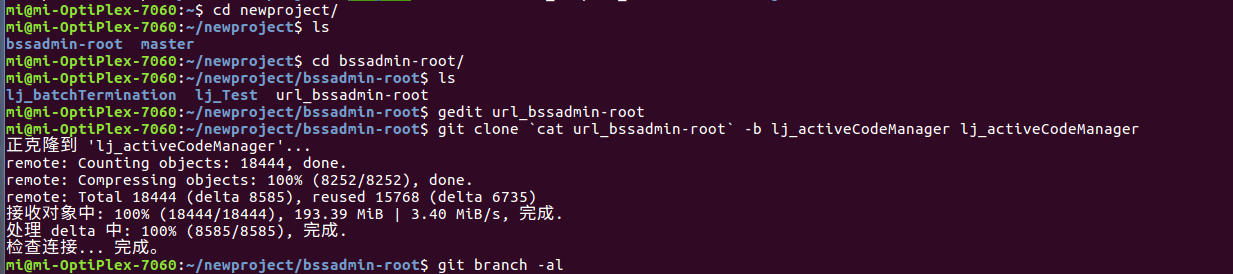 mi@mi-OptiPlex-7060:~$ cd newproject/
mi@mi-OptiPlex-7060:~/newproject$ ls
bssadmin-root  master
mi@mi-OptiPlex-7060:~/newproject$ cd bssadmin-root/
mi@mi-OptiPlex-7060:~/newproject/bssadmin-root$ ls
lj_batchTermination  lj_Test  url_bssadmin-root
mi@mi-OptiPlex-7060:~/newproject/bssadmin-root$ gedit url_bssadmin-root
mi@mi-OptiPlex-7060:~/newproject/bssadmin-root$ git clone `cat url_bssadmin-root` -b lj_activeCodeManager lj_activeCodeManager
正克隆到 'lj_activeCodeManager'...
remote: Counting objects: 18444, done.
remote: Compressing objects: 100% (8252/8252), done.
remote: Total 18444 (delta 8585), reused 15768 (delta 6735)
接收对象中: 100% (18444/18444), 193.39 MiB | 3.40 MiB/s, 完成.
处理 delta 中: 100% (8585/8585), 完成.
检查连接... 完成。
mi@mi-OptiPlex-7060:~/newproject/bssadmin-root$ git branch -al